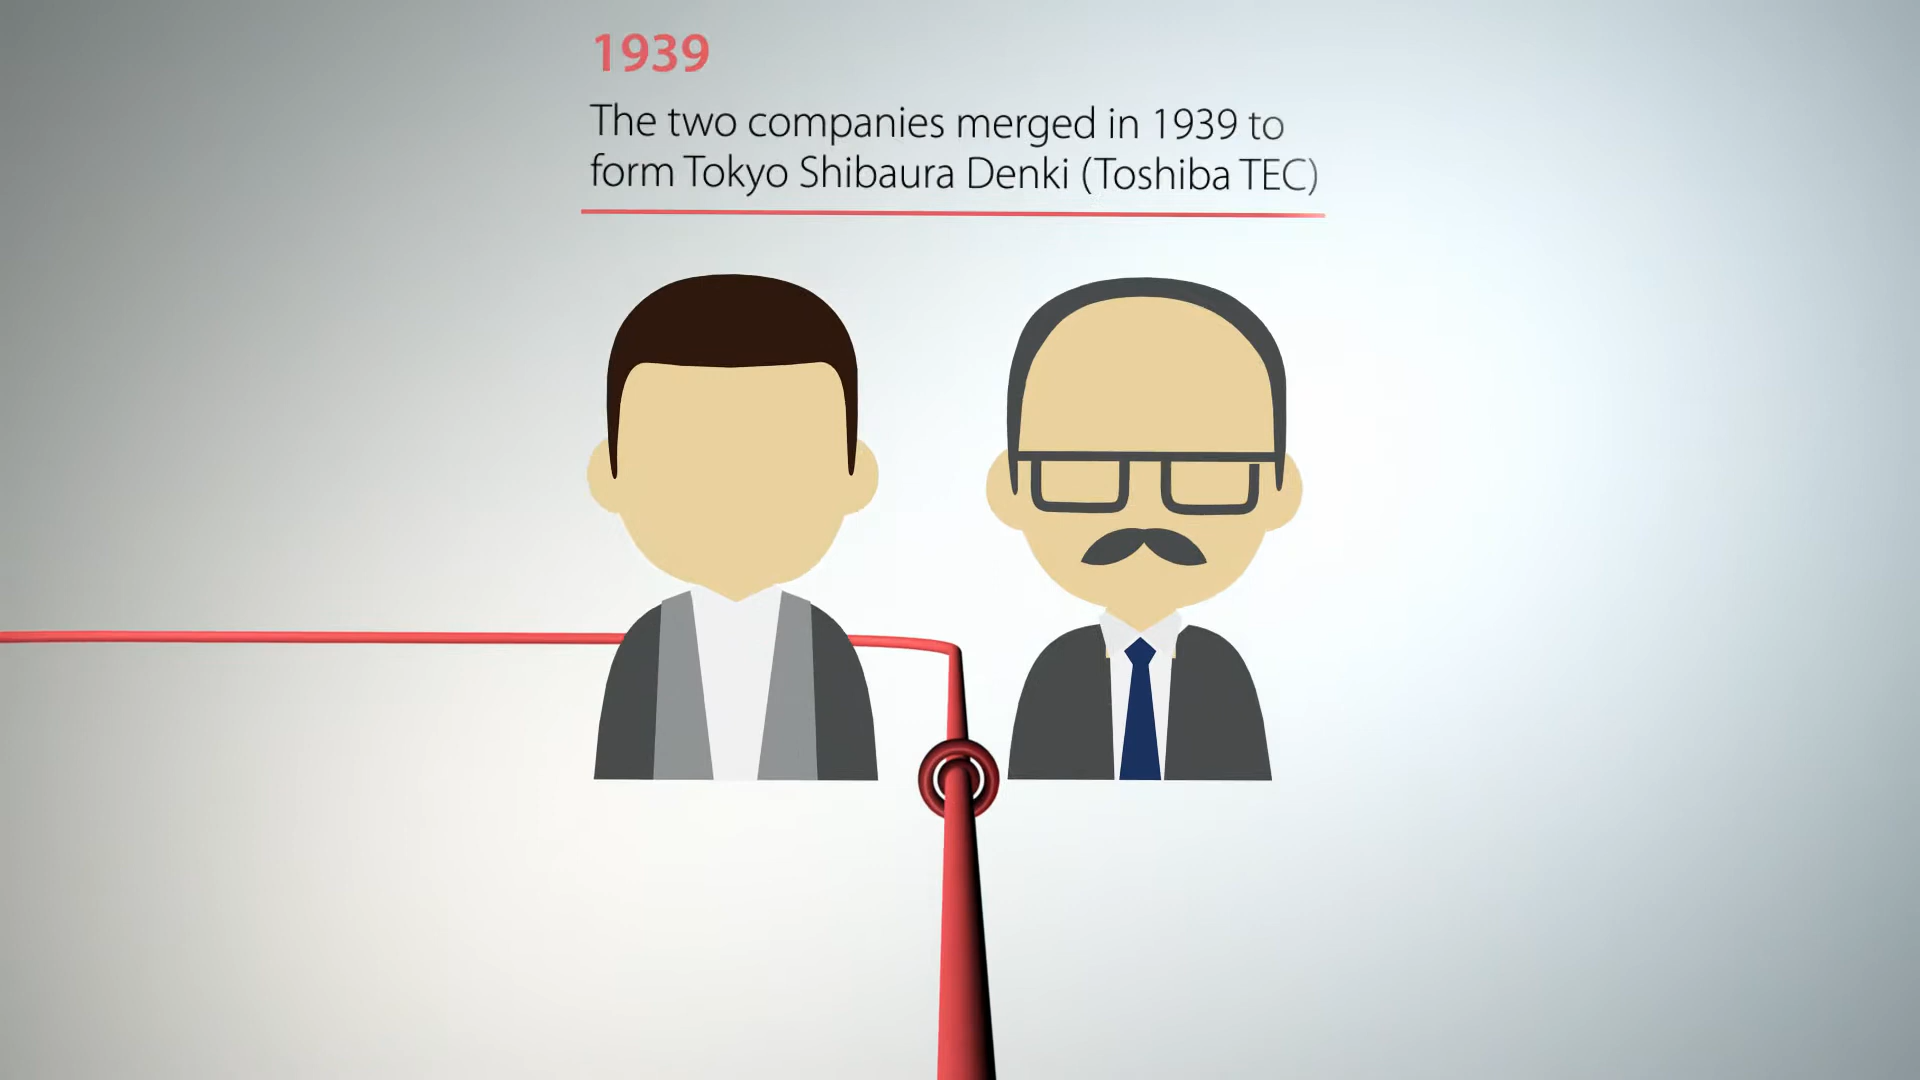 1939
The two companies merged in 1939 to
form Tokyo Shibaura Denki (Toshiba TEC)